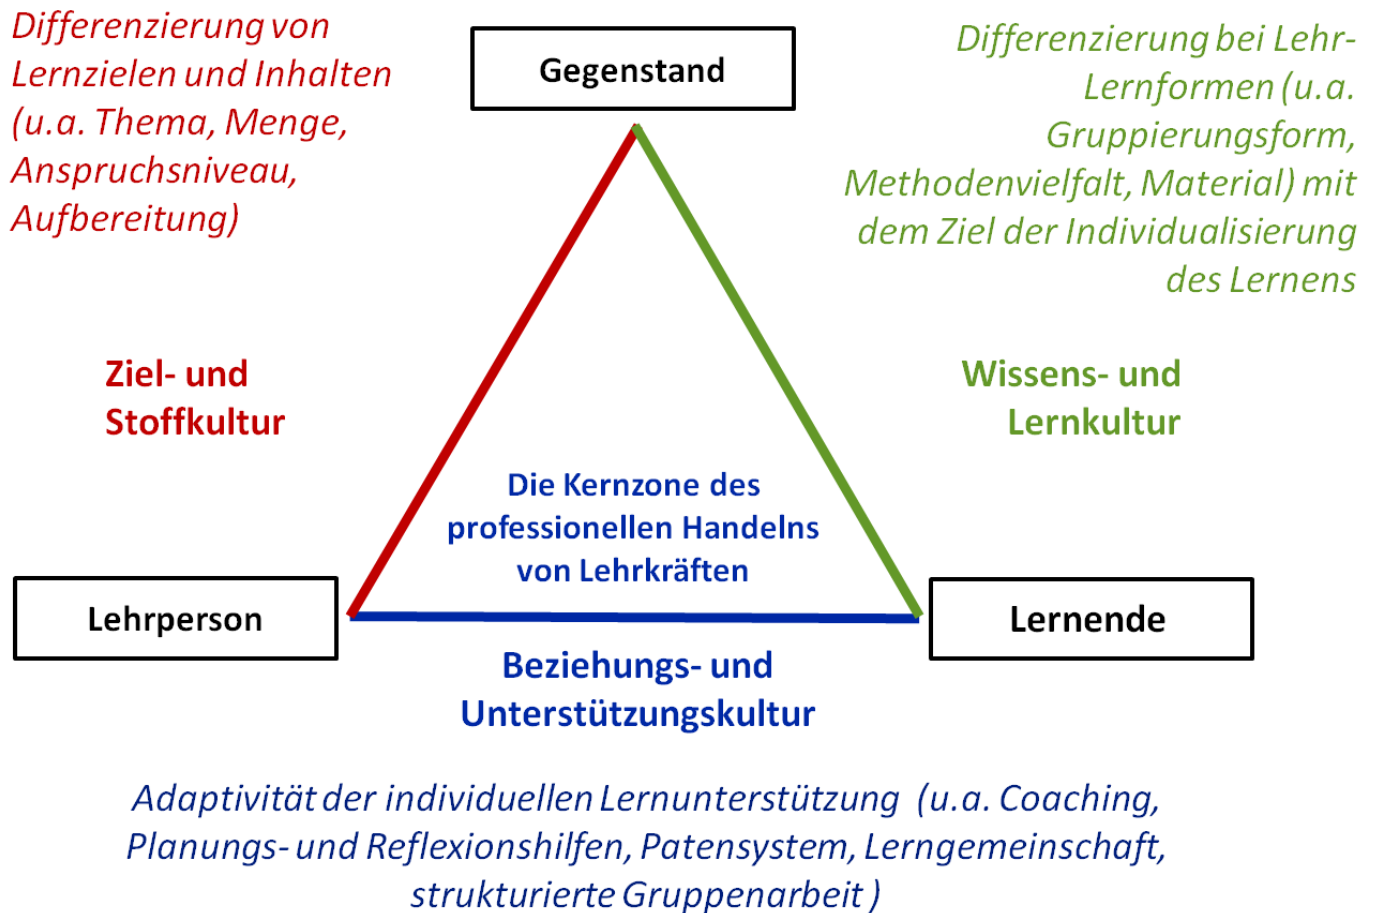 Differenzierung von
Lernzielen und Inhalten
(u.a. Thema, Menge,
Anspruchsniveau,
Aufbereitung)
Gegenstand
Differenzierung bei Lehr-
Lernformen (u.a.
Gruppierungsform,
Methodenvielfalt, Material) mit
dem Ziel der Individualisierung
des Lernens
Ziel- und
Stoffkultur
Wissens- und
Lernkultur
Die Kernzone des
professionellen Handelns
von Lehrkräften
Lehrperson
Lernende
Beziehungs- und
Unterstützungskultur
Adaptivität der individuellen Lernunterstützung (u.a. Coaching,
Planungs- und Reflexionshilfen, Patensystem, Lerngemeinschaft,
strukturierte Gruppenarbeit )